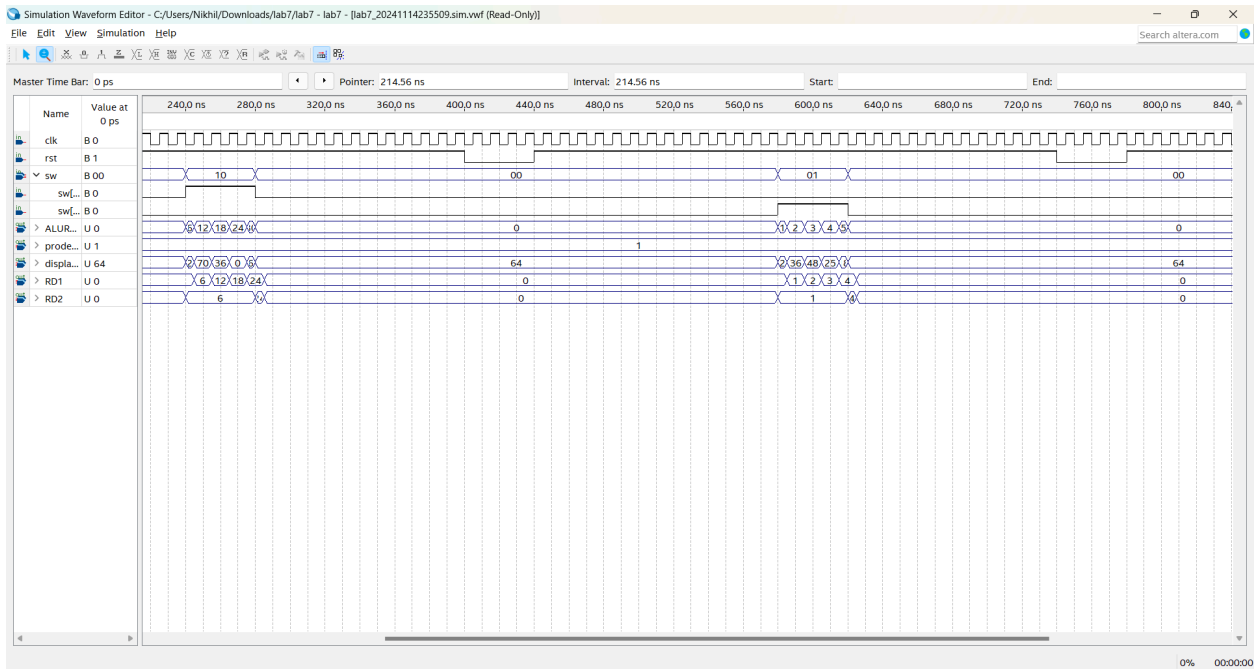 Simulation Waveform Editor - C:/Users/Nikhil/Downloads/lab7/lab7 - lab7 - [lab7_20241114235509.sim.vwf (Read-Only)]
File Edit View Simulation Help
Search altera.com
Master Time Bar: 0 ps Pointer: 214.56 ns Interval: 214.56 ns Start: End:
Name Value at 0 ps
240,0 ns 280,0 ns 320,0 ns 360,0 ns 400,0 ns 440,0 ns 480,0 ns 520,0 ns 560,0 ns 600,0 ns 640,0 ns 680,0 ns 720,0 ns 760,0 ns 800,0 ns 840,
clk B 0
rst B 1
sw B 00 10 00 01 00
sw[... B 0
sw[... B 0
ALUR... U 0 12 18 24 0 1 2 3 4 5 0
prode... U 1 1
displa... U 64 2 70 36 0 64 2 36 48 25 64
RD1 U 0 6 12 18 24 0 1 2 3 4 0
RD2 U 0 6 0 1 4 0
0% 00:00:00